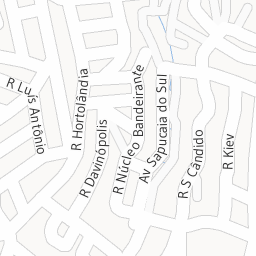 R Luís Antônio
R Hortolândia
R Davinópolis
R Núcleo Bandeirante
Av Sapucaia do Sul
R S Cândido
R Kiev